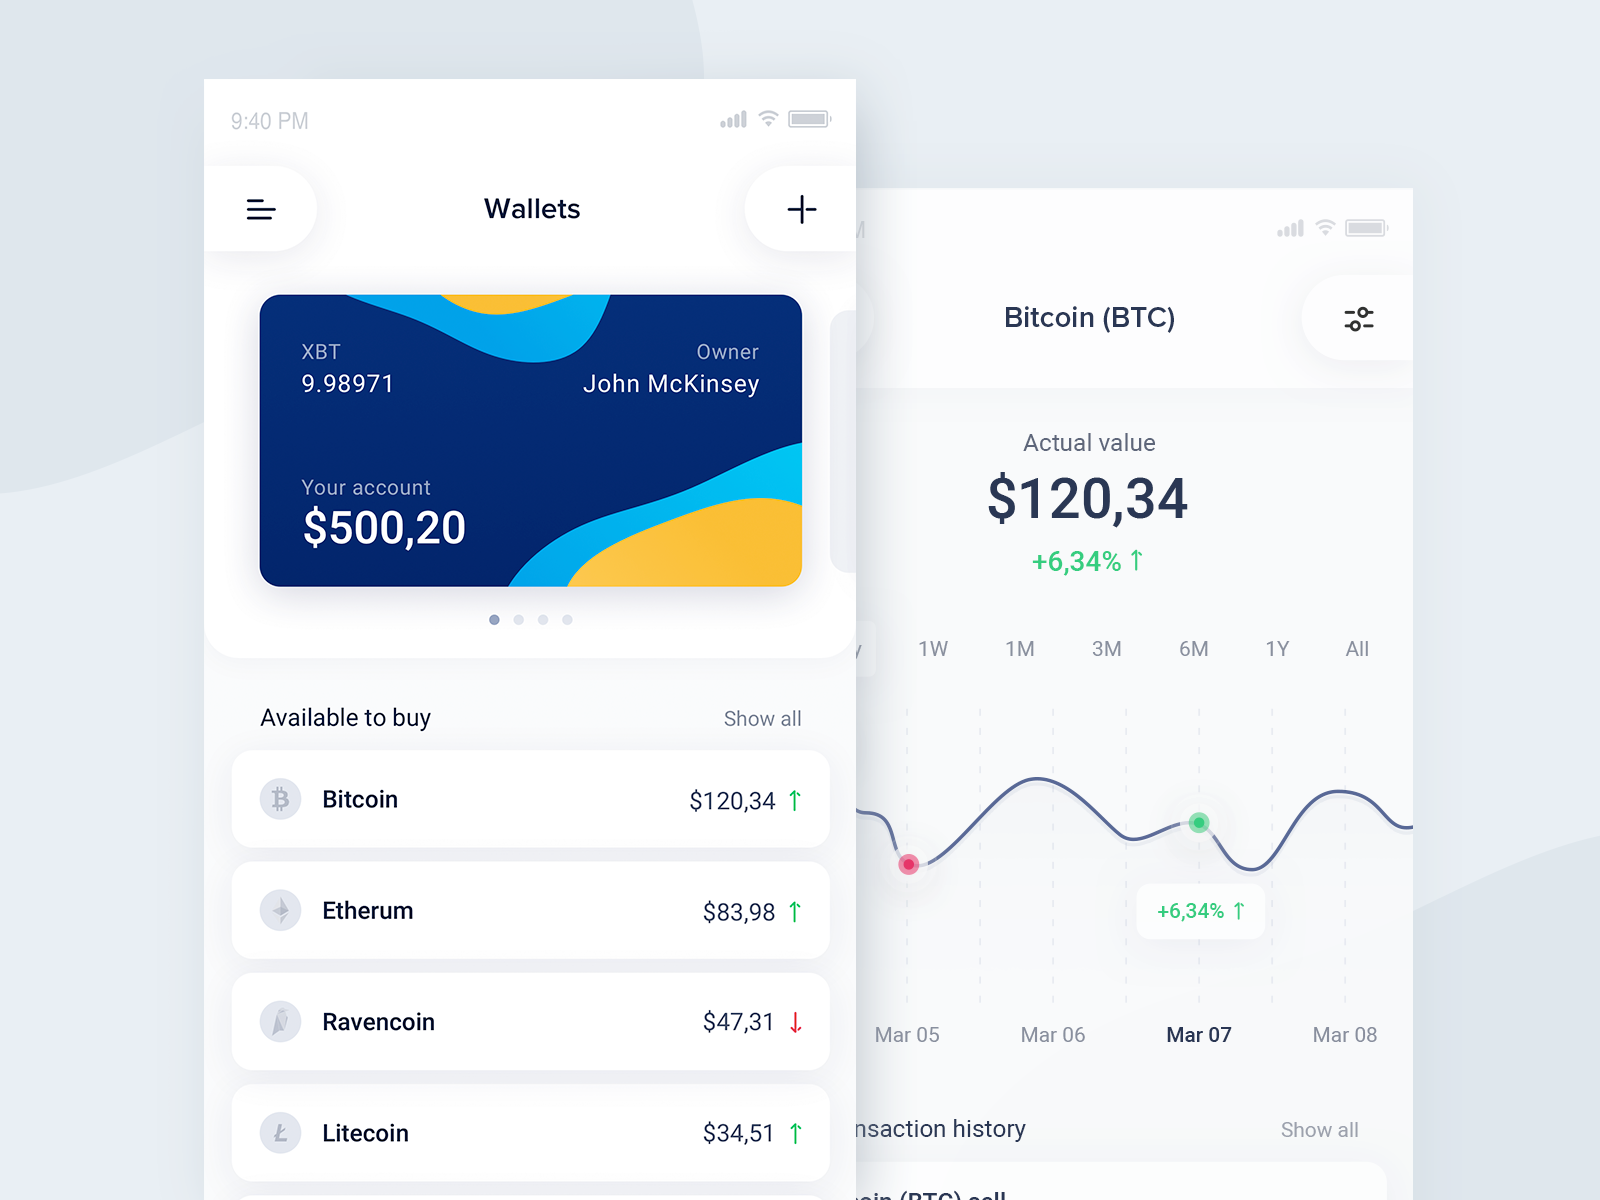 9:40 PM
Wallets
XBT
Owner
9.98971
John McKinsey
Your account
$500,20
Available to buy
Show all
Bitcoin
$120,34
Etherum
$83,98
Ravencoin
$47,31
Litecoin
$34,51
Bitcoin (BTC)
Actual value
$120,34
+6,34%
1W 1M 3M 6M 1Y All
+6,34%
Mar 05 Mar 06 Mar 07 Mar 08
nsaction history
Show all
(BTC) sell